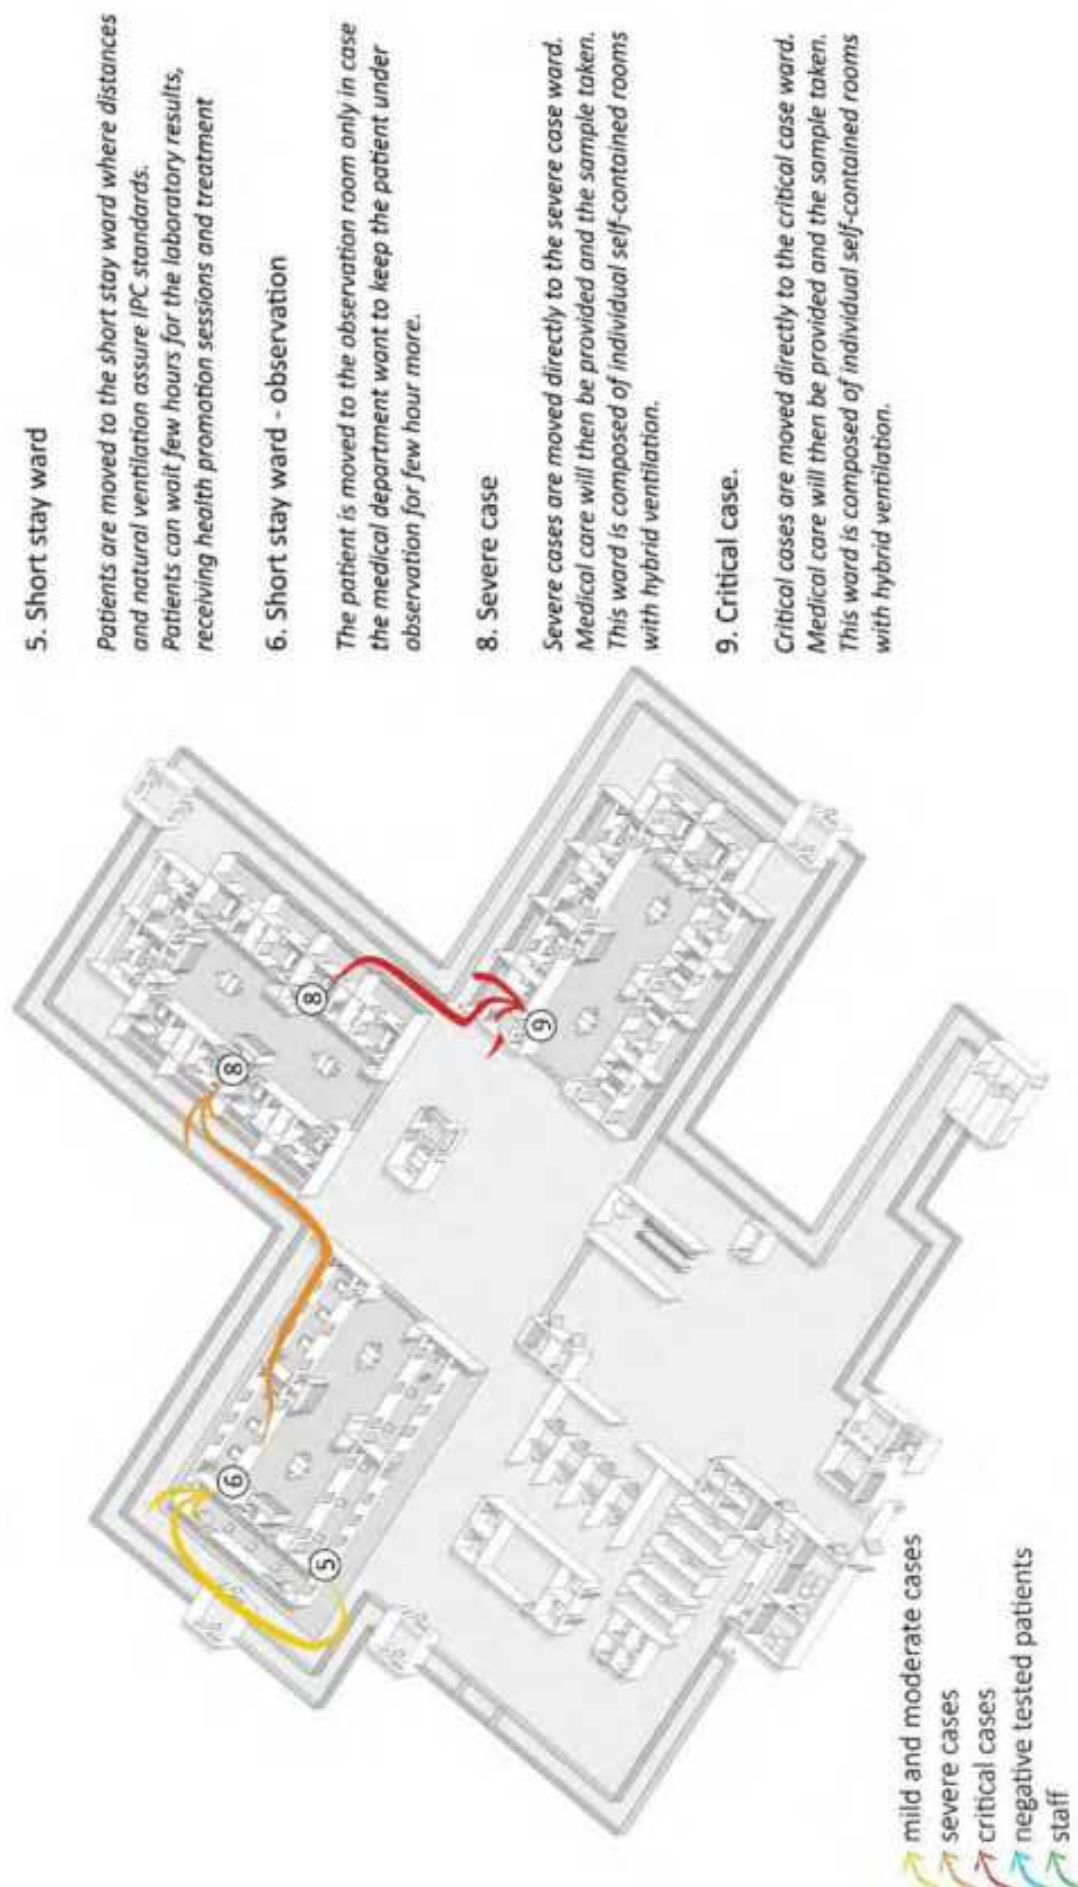 5. Short stay ward
Patients are moved to the short stay ward where distances
and natural ventilation assure IPC standards.
Patients can wait few hours for the laboratory results,
receiving health promotion sessions and treatment
6. Short stay ward - observation
The patient is moved to the observation room only in case
the medical department want to keep the patient under
observation for few hour more.
8. Severe case
Severe cases are moved directly to the severe case ward.
Medical care will then be provided and the sample taken.
This ward is composed of individual self-contained rooms
with hybrid ventilation.
9. Critical case.
Critical cases are moved directly to the critical case ward.
Medical care will then be provided and the sample taken.
This ward is composed of individual self-contained rooms
with hybrid ventilation.
5
6
8
8
9
mild and moderate cases
severe cases
critical cases
negative tested patients
staff